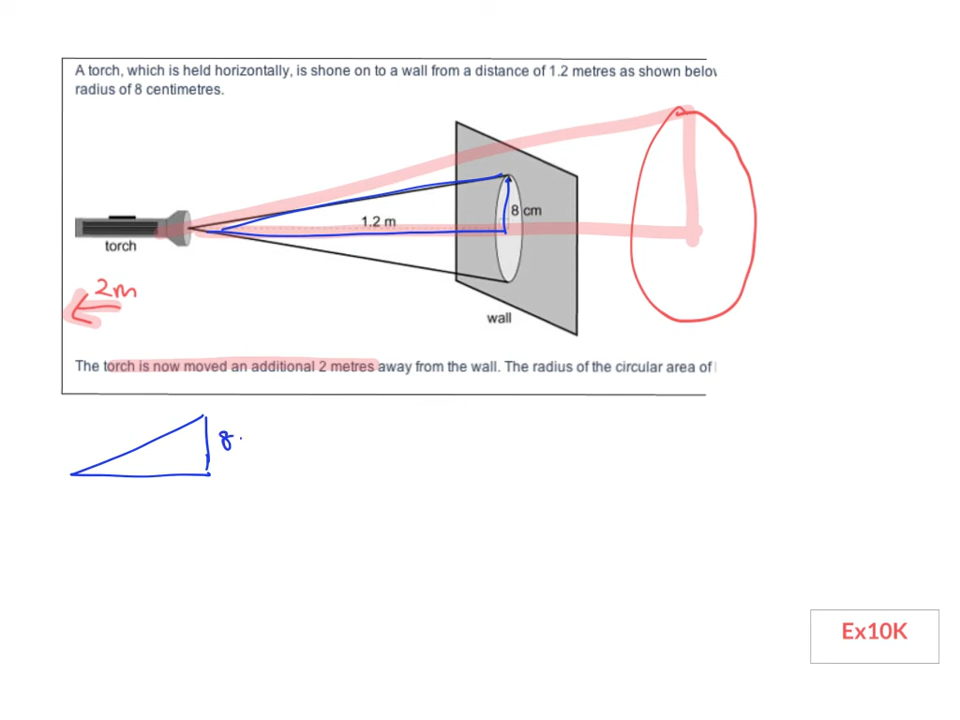 A torch, which is held horizontally, is shone on to a wall from a distance of 1.2 metres as shown below
radius of 8 centimetres.
8 cm
1.2 m
torch
2m
wall
The torch is now moved an additional 2 metres away from the wall. The radius of the circular area of
8.
Ex10K